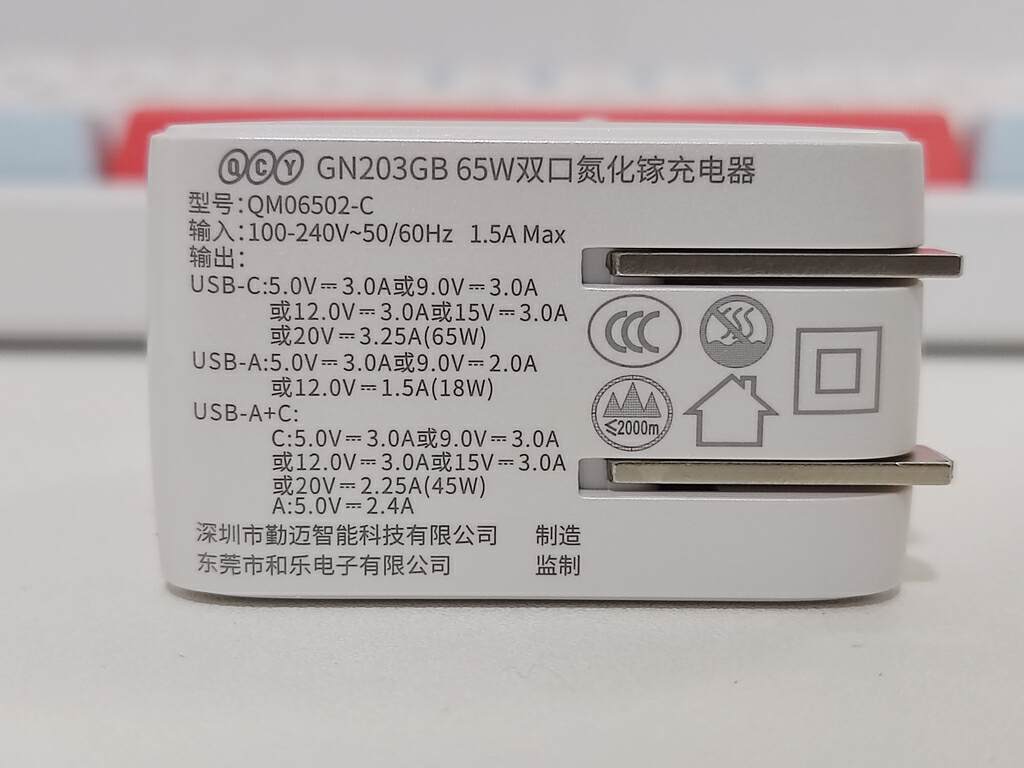 QCY GN203GB 65W双口氮化镓充电器
型号:QM06502-C
输入:100-240V~50/60Hz 1.5A Max
输出:
USB-C:5.0V⎓3.0A或9.0V⎓3.0A
或12.0V⎓3.0A或15V⎓3.0A
或20V⎓3.25A(65W)
USB-A:5.0V⎓3.0A或9.0V⎓2.0A
或12.0V⎓1.5A(18W)
USB-A+C:
C:5.0V⎓3.0A或9.0V⎓3.0A
或12.0V⎓3.0A或15V⎓3.0A
或20V⎓2.25A(45W)
A:5.0V⎓2.4A
深圳市勤迈智能科技有限公司 制造
东莞市和乐电子有限公司 监制
CCC
≤2000m